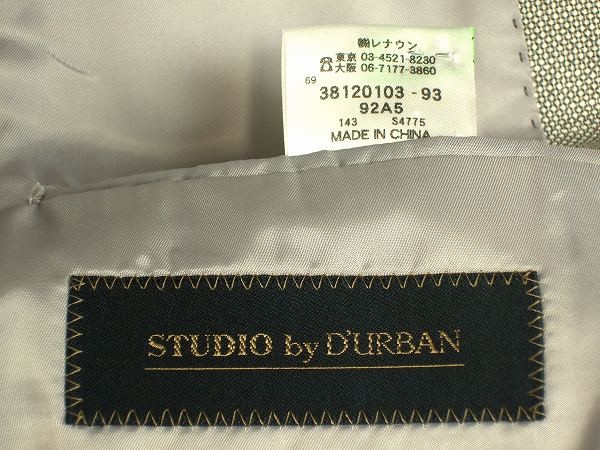 ㈱レナウン
東京 03-4521-8230
☎大阪 06-7177-3860
69
38120103 - 93
92A5
143 S4775
MADE IN CHINA
STUDIO by D'URBAN